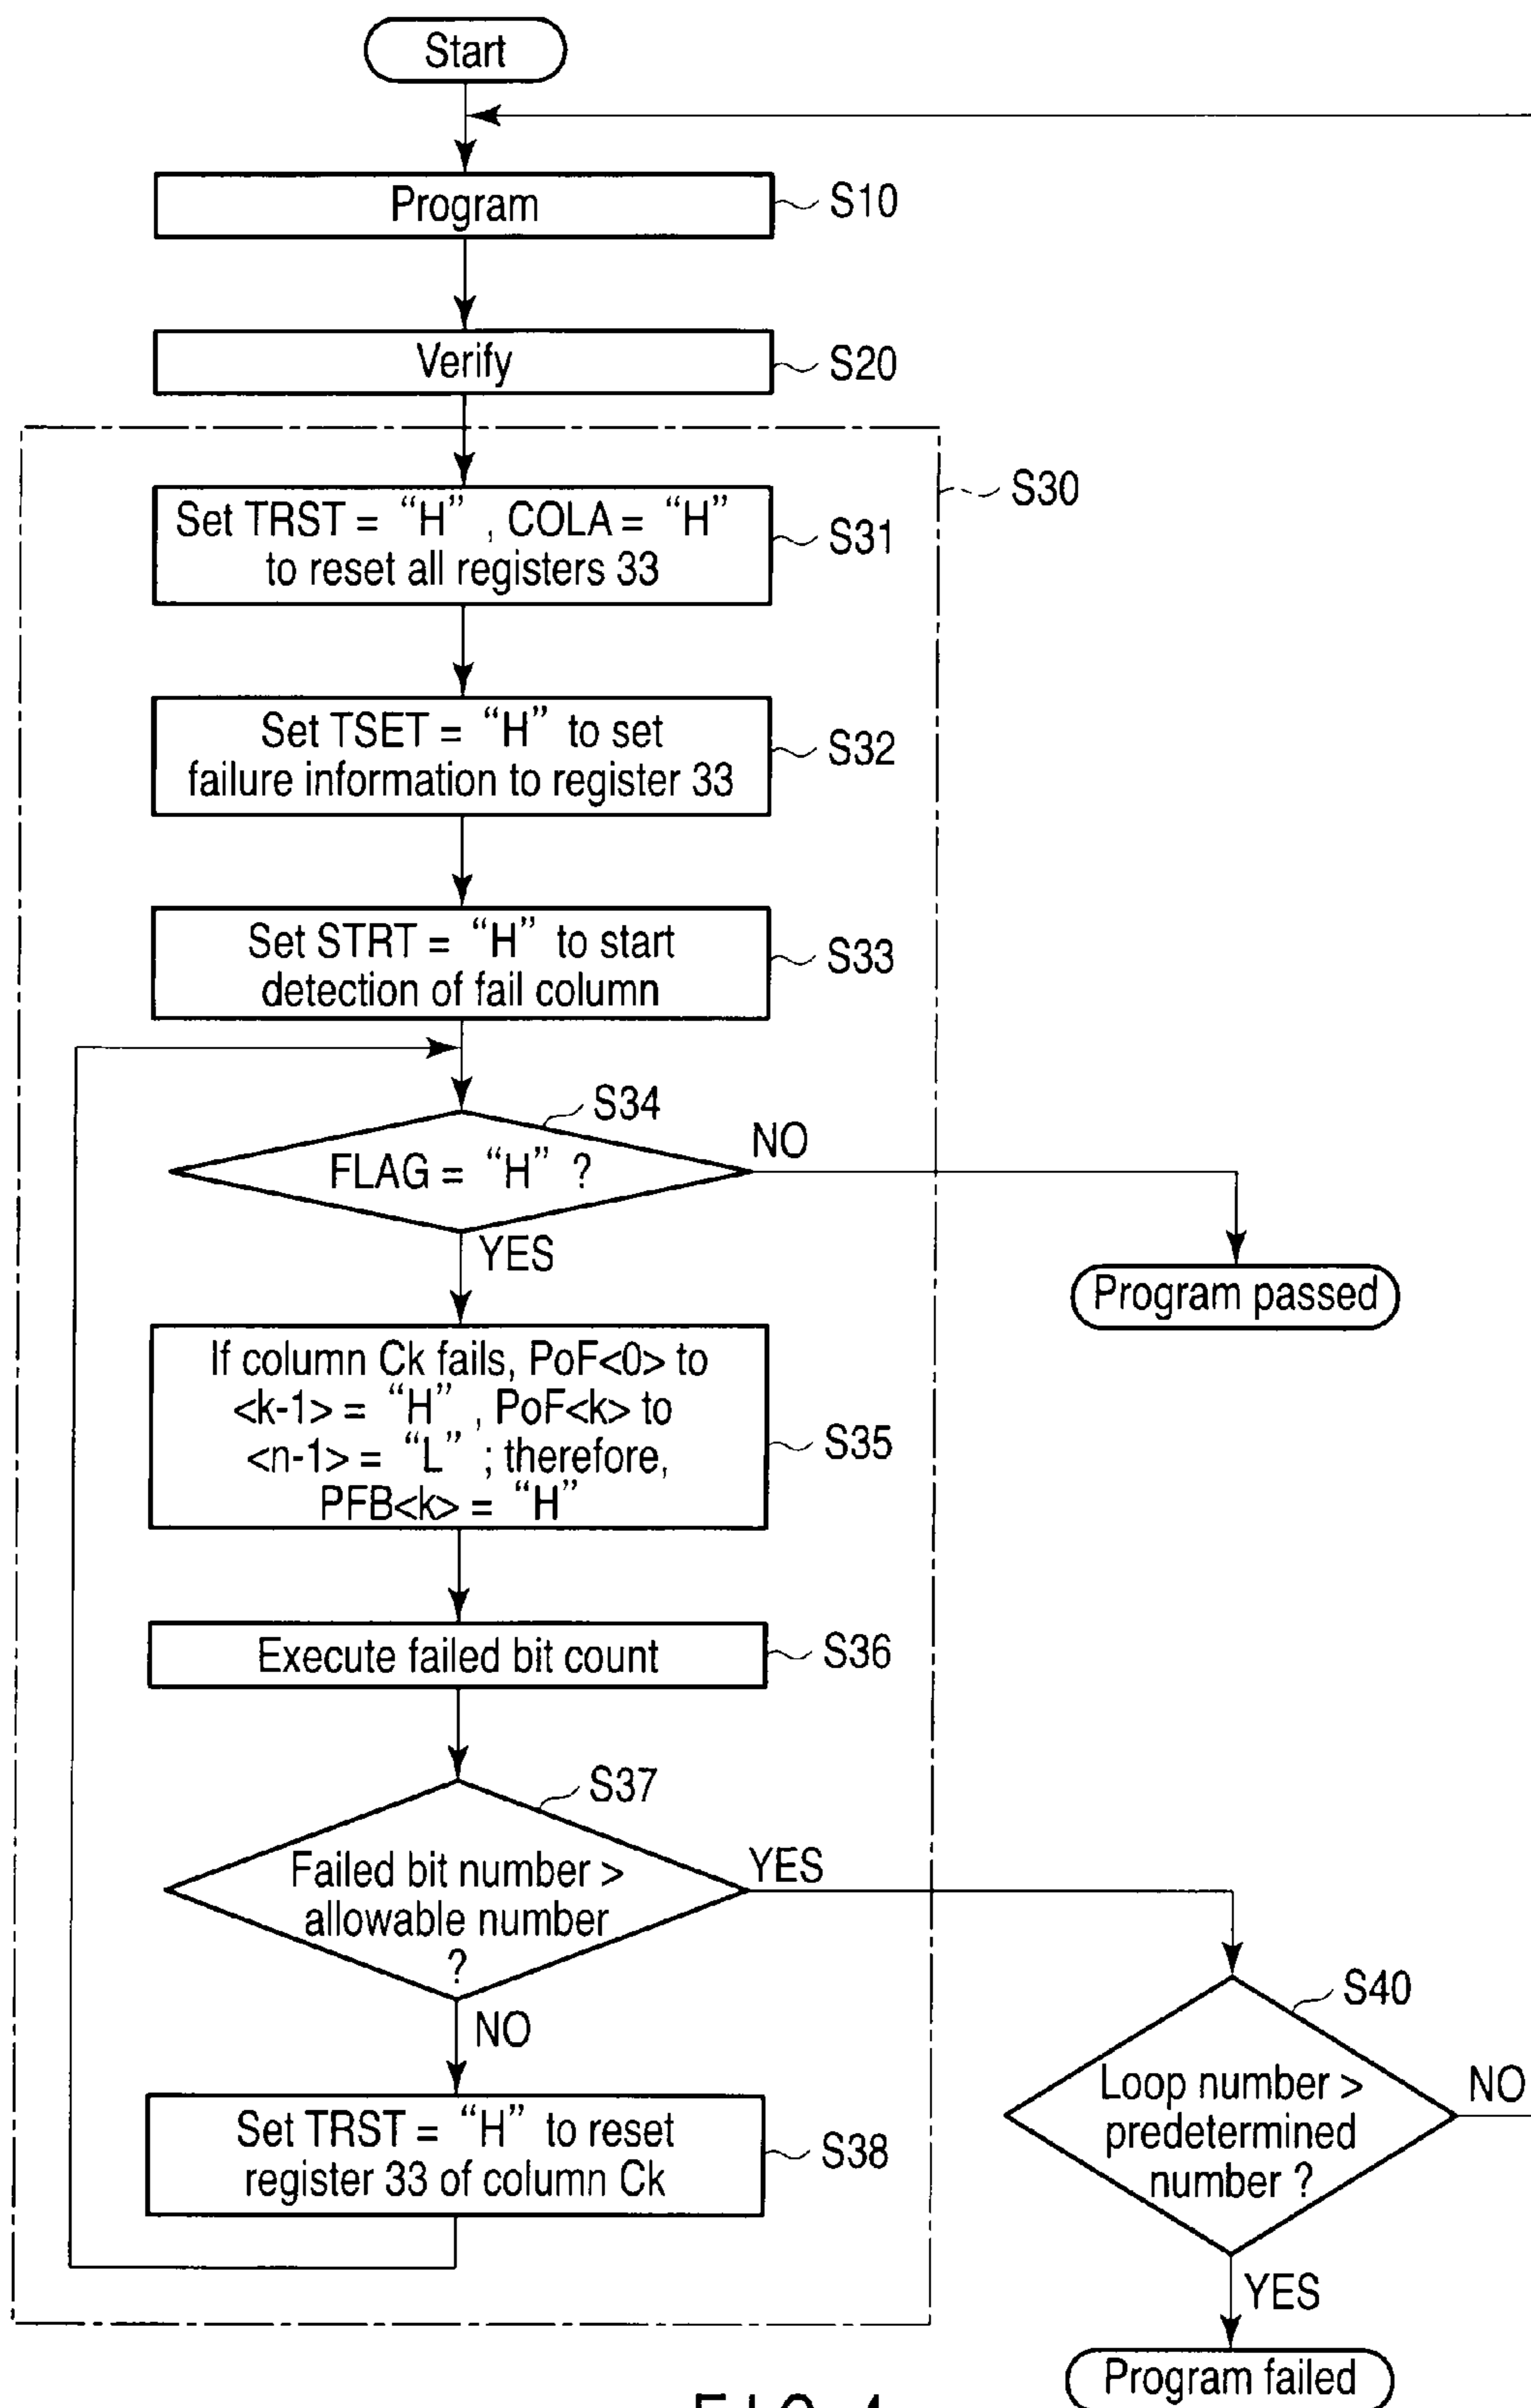 Start
Program
S10
Verify
S20
S30
Set TRST = “H” , COLA = “H”
to reset all registers 33
S31
Set TSET = “H” to set
failure information to register 33
S32
Set STRT = “H” to start
detection of fail column
S33
S34
FLAG = “H” ?
NO
YES
Program passed
If column Ck fails, PoF<0> to
<k-1> = “H” , PoF<k> to
<n-1> = “L” ; therefore,
PFB<k> = “H”
S35
Execute failed bit count
S36
S37
Failed bit number >
allowable number
?
YES
NO
S40
Loop number >
predetermined
number ?
NO
YES
Set TRST = “H” to reset
register 33 of column Ck
S38
Program failed